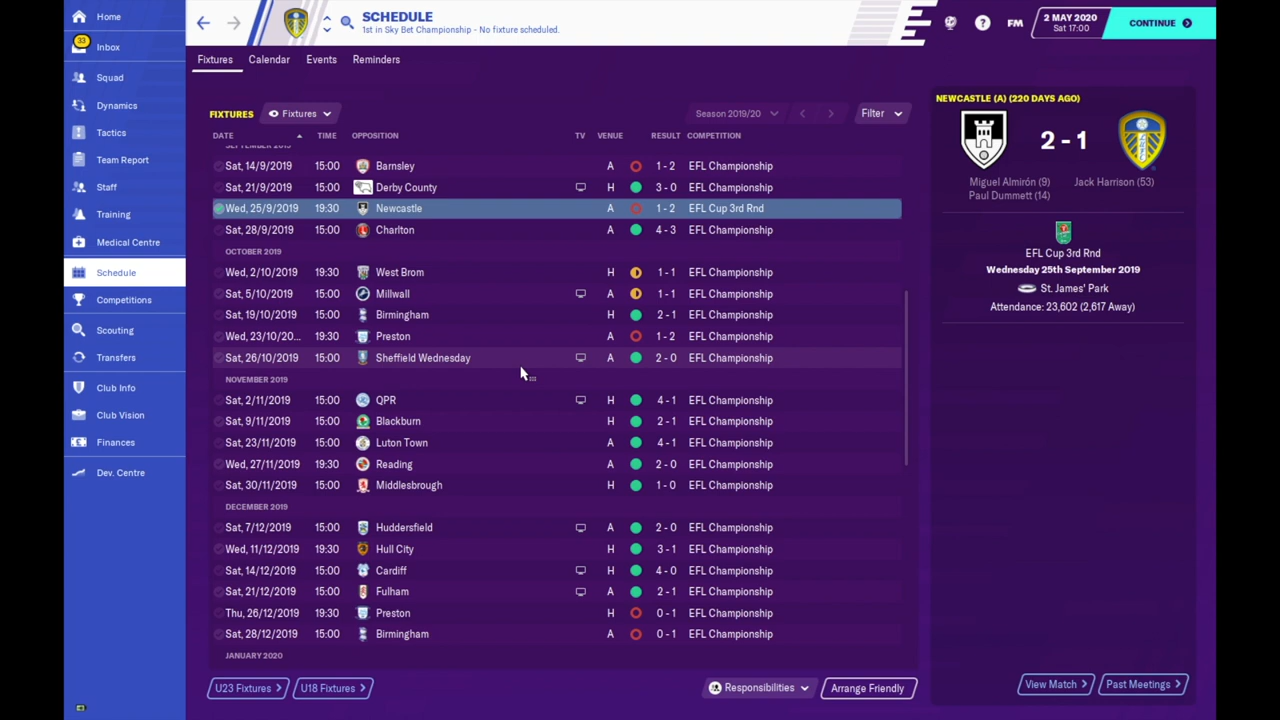 Home
33
Inbox
Squad
Dynamics
Tactics
Team Report
Staff
Training
Medical Centre
Schedule
Competitions
Scouting
Transfers
Club Info
Club Vision
Finances
Dev. Centre
SCHEDULE
1st in Sky Bet Championship - No fixture scheduled.
FM
2 MAY 2020
Sat 17:00
CONTINUE
Fixtures Calendar Events Reminders
FIXTURES Fixtures Season 2019/20 Filter
DATE TIME OPPOSITION TV VENUE RESULT COMPETITION
SEPTEMBER 2019
Sat, 14/9/2019 15:00 Barnsley A 1 - 2 EFL Championship
Sat, 21/9/2019 15:00 Derby County H 3 - 0 EFL Championship
Wed, 25/9/2019 19:30 Newcastle A 1 - 2 EFL Cup 3rd Rnd
Sat, 28/9/2019 15:00 Charlton A 4 - 3 EFL Championship
OCTOBER 2019
Wed, 2/10/2019 19:30 West Brom H 1 - 1 EFL Championship
Sat, 5/10/2019 15:00 Millwall A 1 - 1 EFL Championship
Sat, 19/10/2019 15:00 Birmingham H 2 - 1 EFL Championship
Wed, 23/10/20... 19:30 Preston A 1 - 2 EFL Championship
Sat, 26/10/2019 15:00 Sheffield Wednesday A 2 - 0 EFL Championship
NOVEMBER 2019
Sat, 2/11/2019 15:00 QPR H 4 - 1 EFL Championship
Sat, 9/11/2019 15:00 Blackburn H 2 - 1 EFL Championship
Sat, 23/11/2019 15:00 Luton Town A 4 - 1 EFL Championship
Wed, 27/11/2019 19:30 Reading A 2 - 0 EFL Championship
Sat, 30/11/2019 15:00 Middlesbrough H 1 - 0 EFL Championship
DECEMBER 2019
Sat, 7/12/2019 15:00 Huddersfield A 2 - 0 EFL Championship
Wed, 11/12/2019 19:30 Hull City H 3 - 1 EFL Championship
Sat, 14/12/2019 15:00 Cardiff H 4 - 0 EFL Championship
Sat, 21/12/2019 15:00 Fulham A 2 - 1 EFL Championship
Thu, 26/12/2019 19:30 Preston H 0 - 1 EFL Championship
Sat, 28/12/2019 15:00 Birmingham A 0 - 1 EFL Championship
JANUARY 2020
U23 Fixtures U18 Fixtures Responsibilities Arrange Friendly
NEWCASTLE (A) (220 DAYS AGO)
2 - 1
Miguel Almirón (9) Jack Harrison (53)
Paul Dummett (14)
EFL Cup 3rd Rnd
Wednesday 25th September 2019
St. James' Park
Attendance: 23,602 (2,617 Away)
View Match Past Meetings